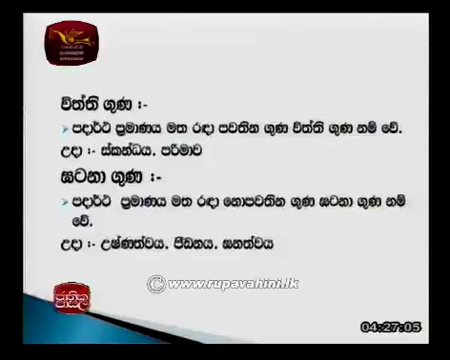 විත්ති ගුණ :-
පදාර්ථ ප්‍රමාණය මත රඳා පවතින ගුණ විත්ති ගුණ නම් වේ.
උදා :- ස්කන්ධය, පරිමාව
ඝටනා ගුණ :-
පදාර්ථ ප්‍රමාණය මත රඳා නොපවතින ගුණ ඝටනා ගුණ නම්
වේ.
උදා :- උෂ්ණත්වය, පීඩනය, ඝනත්වය
© www.rupavahini.lk
04:27:05